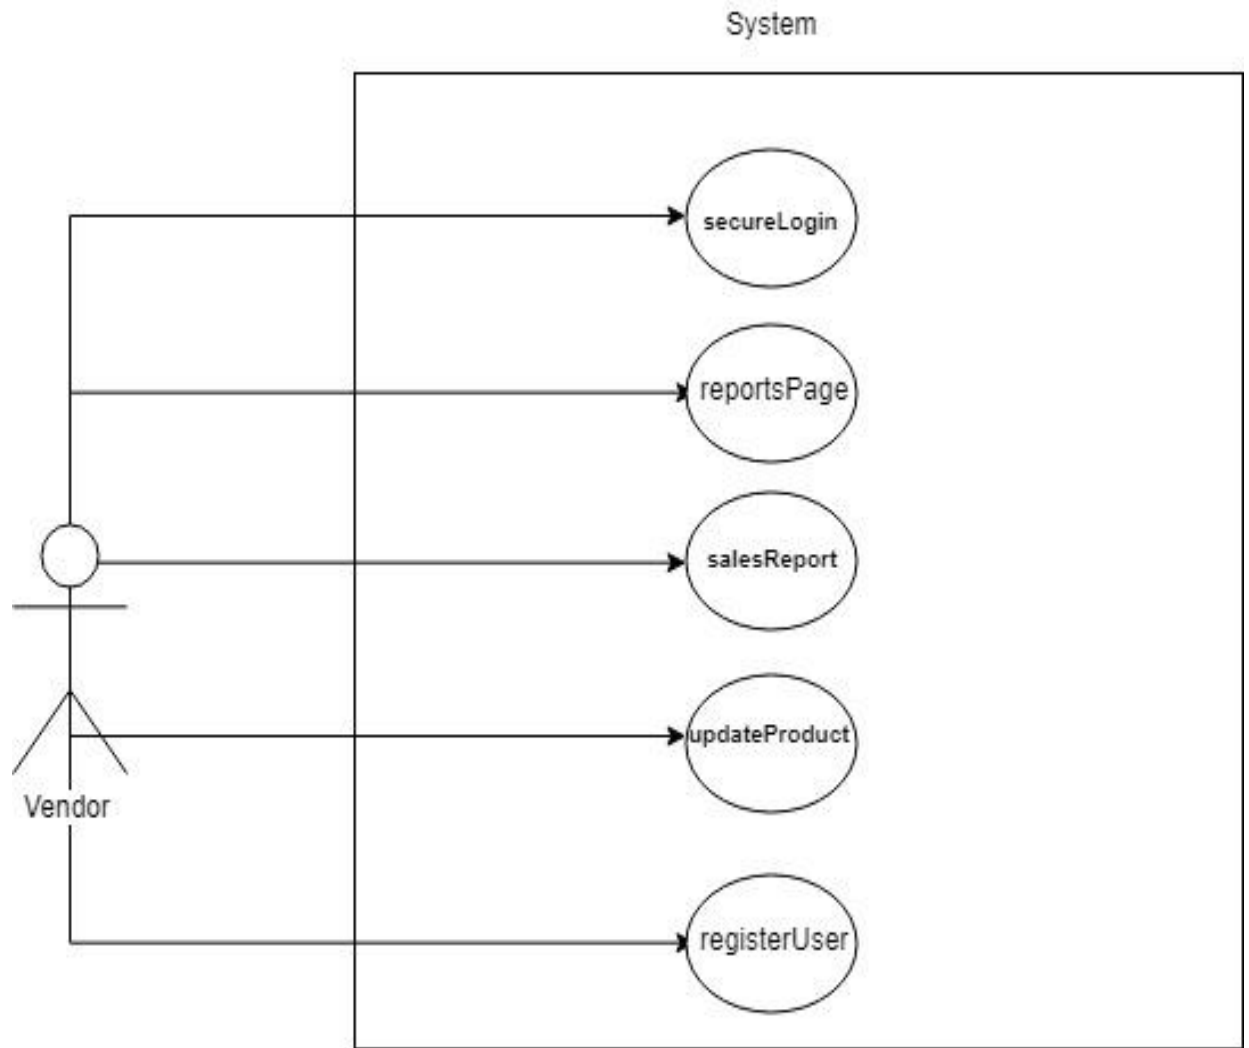 System
secureLogin
reportsPage
salesReport
updateProduct
Vendor
registerUser